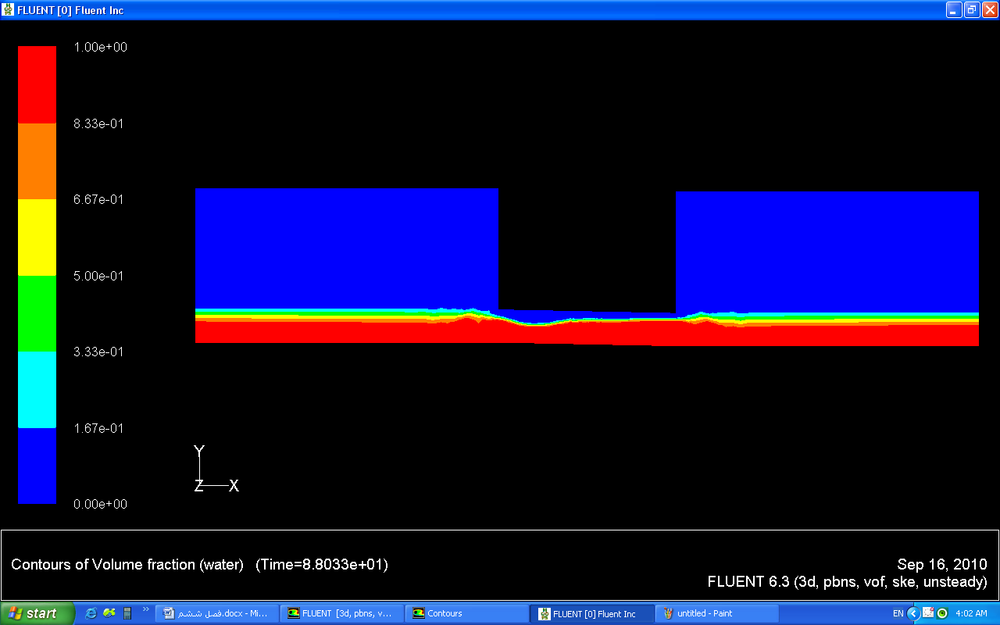 FLUENT [0] Fluent Inc
1.00e+00
8.33e-01
6.67e-01
5.00e-01
3.33e-01
1.67e-01
0.00e+00
Y
Z X
Contours of Volume fraction (water) (Time=8.8033e+01)
Sep 16, 2010
FLUENT 6.3 (3d, pbns, vof, ske, unsteady)
start
فصل ششم.docx - Mi...
FLUENT [3d, pbns, v...
Contours
FLUENT [0] Fluent Inc
untitled - Paint
EN
4:02 AM